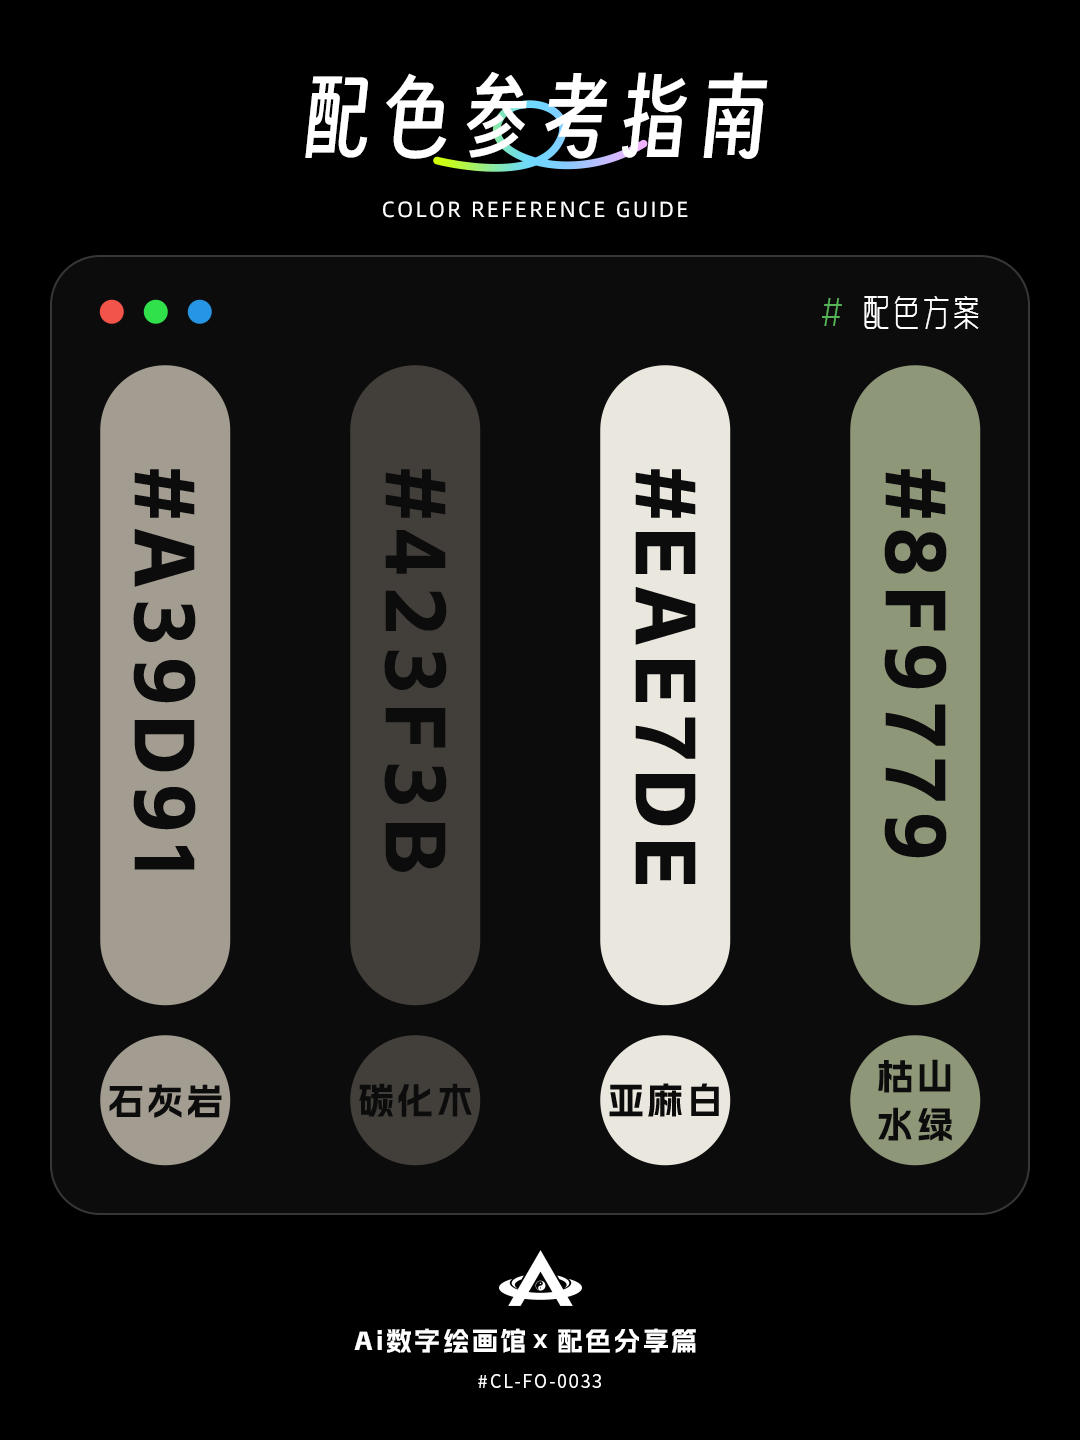 配色参考指南
COLOR REFERENCE GUIDE
# 配色方案
#A39D91
#423F3B
#EAE7DE
#8F9779
石灰岩
碳化木
亚麻白
枯山
水绿
Ai数字绘画馆 x 配色分享篇
#CL-FO-0033